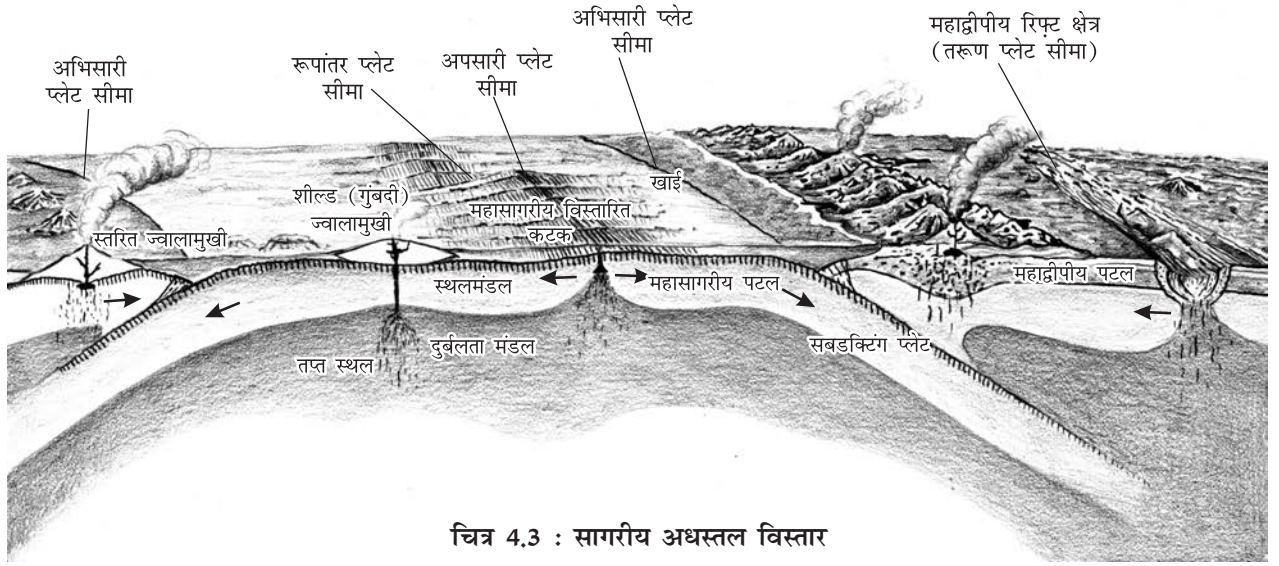 अभिसारी
प्लेट सीमा
रूपांतर प्लेट
सीमा
अपसारी प्लेट
सीमा
अभिसारी प्लेट
सीमा
महाद्वीपीय रिफ़्ट क्षेत्र
(तरूण प्लेट सीमा)
खाई
शील्ड (गुंबदी)
ज्वालामुखी
महासागरीय विस्तारित
कटक
स्तरित ज्वालामुखी
स्थलमंडल
महासागरीय पटल
महाद्वीपीय पटल
दुर्बलता मंडल
सबडक्टिंग प्लेट
तप्त स्थल
चित्र 4.3 : सागरीय अधस्तल विस्तार